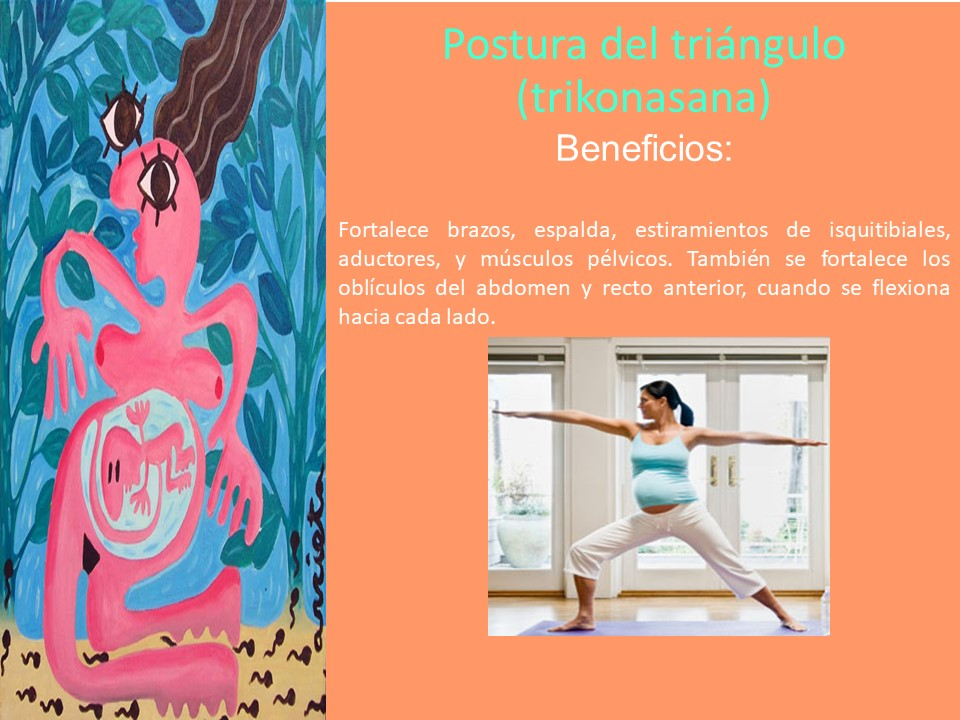 Postura del triángulo
(trikonasana)
Beneficios:
Fortalece brazos, espalda, estiramientos de isquitibiales,
aductores, y músculos pélvicos. También se fortalece los
oblículos del abdomen y recto anterior, cuando se flexiona
hacia cada lado.
arrieta